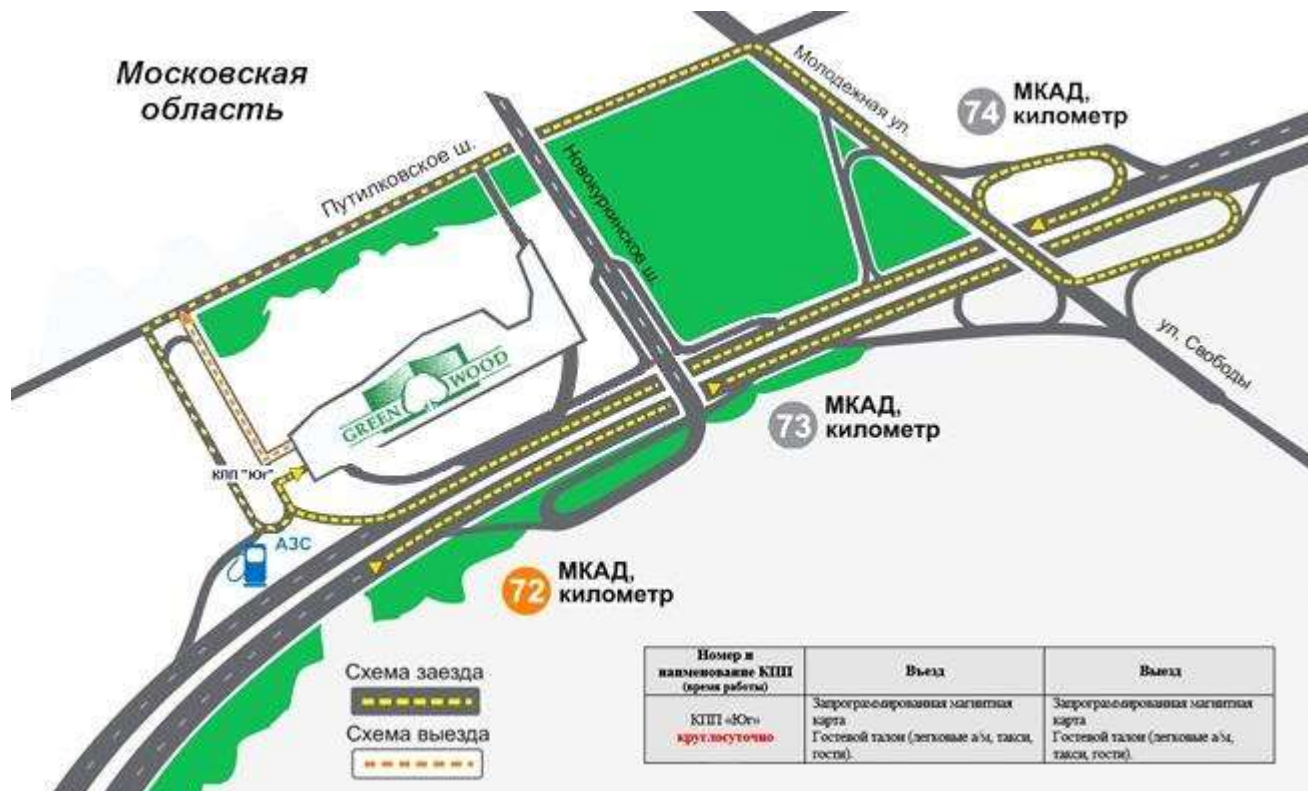 Московская
область
Путилковское ш.
Новокуркинское ш.
Молодежная ул.
74
МКАД,
километр
ул, Свободы
GREEN WOOD
КПП "Юг"
АЗС
73
МКАД,
километр
72
МКАД,
километр
Схема заезда
Схема выезда
Номер и
наименование КПП
(время работы)
Въезд
Выезд
КПП «Юг»
круглосуточно
Запрограммированная магнитная
карта
Гостевой талон (легковые а/м, такси,
гости).
Запрограммированная магнитная
карта
Гостевой талон (легковые а/м,
такси, гости).